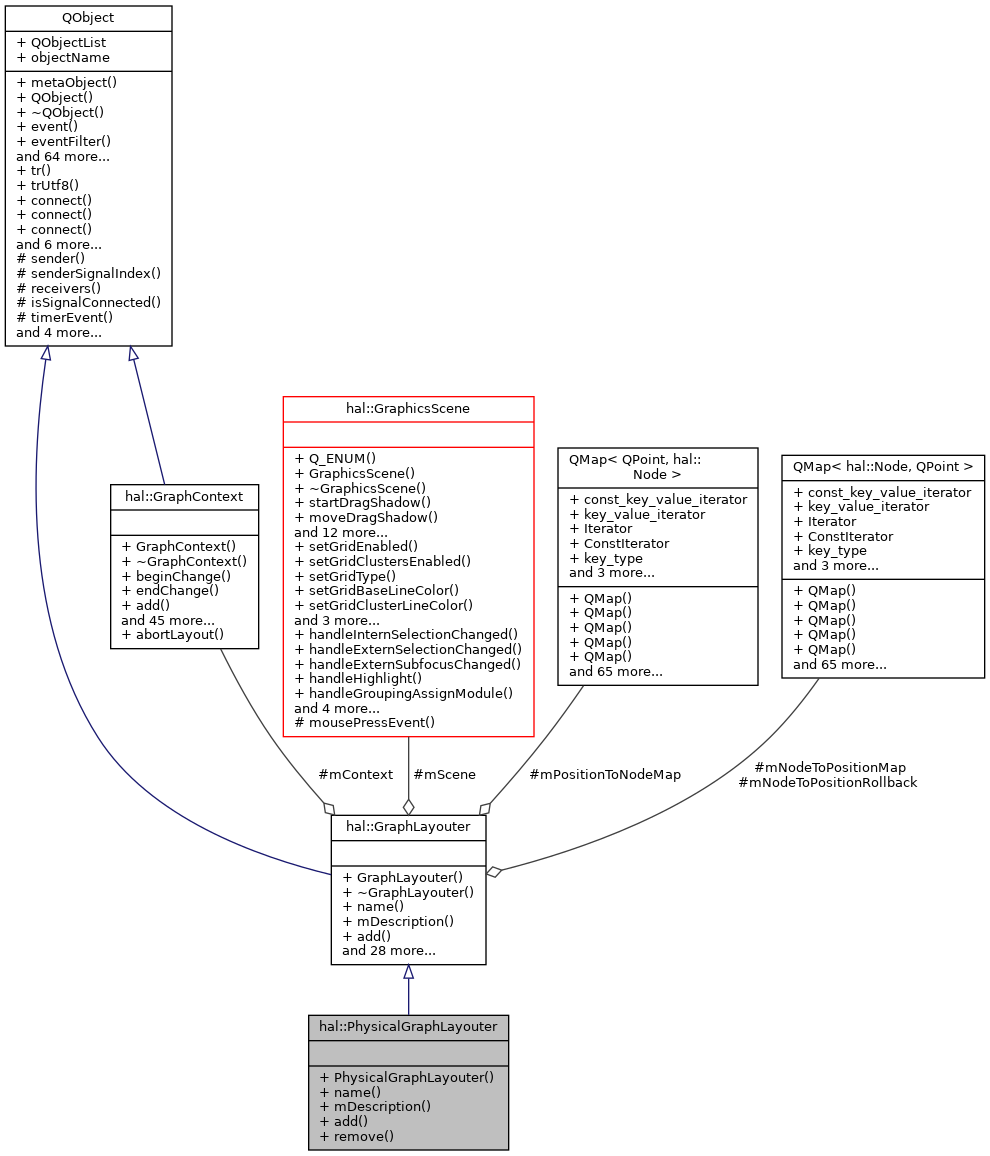 QObject
+ QObjectList
+ objectName
+ metaObject()
+ QObject()
+ ~QObject()
+ event()
+ eventFilter()
and 64 more...
+ tr()
+ trUtf8()
+ connect()
+ connect()
+ connect()
and 6 more...
# sender()
# senderSignalIndex()
# receivers()
# isSignalConnected()
# timerEvent()
and 4 more...
hal::GraphContext
+ GraphContext()
+ ~GraphContext()
+ beginChange()
+ endChange()
+ add()
and 45 more...
+ abortLayout()
hal::GraphicsScene
+ Q_ENUM()
+ GraphicsScene()
+ ~GraphicsScene()
+ startDragShadow()
+ moveDragShadow()
and 12 more...
+ setGridEnabled()
+ setGridClustersEnabled()
+ setGridType()
+ setGridBaseLineColor()
+ setGridClusterLineColor()
and 3 more...
+ handleInternSelectionChanged()
+ handleExternSelectionChanged()
+ handleExternSubfocusChanged()
+ handleHighlight()
+ handleGroupingAssignModule()
and 4 more...
# mousePressEvent()
QMap< QPoint, hal::
Node >
+ const_key_value_iterator
+ key_value_iterator
+ Iterator
+ ConstIterator
+ key_type
and 3 more...
+ QMap()
+ QMap()
+ QMap()
+ QMap()
+ QMap()
and 65 more...
QMap< hal::Node, QPoint >
+ const_key_value_iterator
+ key_value_iterator
+ Iterator
+ ConstIterator
+ key_type
and 3 more...
+ QMap()
+ QMap()
+ QMap()
+ QMap()
+ QMap()
and 65 more...
#mContext
#mScene
#mPositionToNodeMap
#mNodeToPositionMap
#mNodeToPositionRollback
hal::GraphLayouter
+ GraphLayouter()
+ ~GraphLayouter()
+ name()
+ mDescription()
+ add()
and 28 more...
hal::PhysicalGraphLayouter
+ PhysicalGraphLayouter()
+ name()
+ mDescription()
+ add()
+ remove()